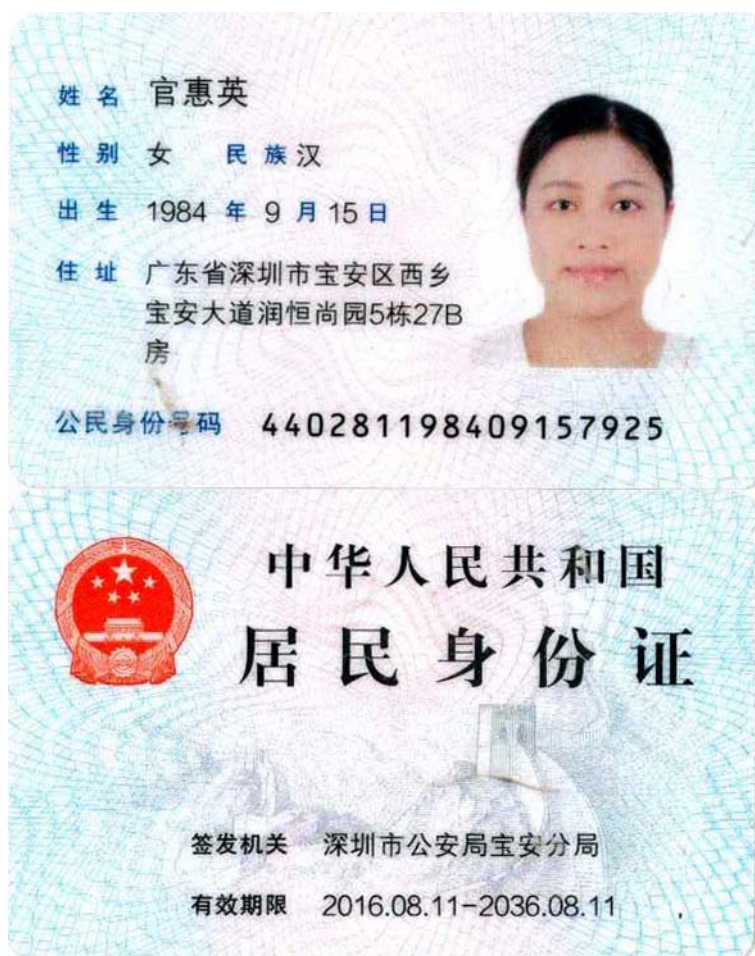 姓名 官惠英
性别 女 民族 汉
出生 1984 年 9 月 15 日
住址 广东省深圳市宝安区西乡
宝安大道润恒尚园5栋27B
房
公民身份号码 440281198409157925
中华人民共和国
居民身份证
签发机关 深圳市公安局宝安分局
有效期限 2016.08.11-2036.08.11